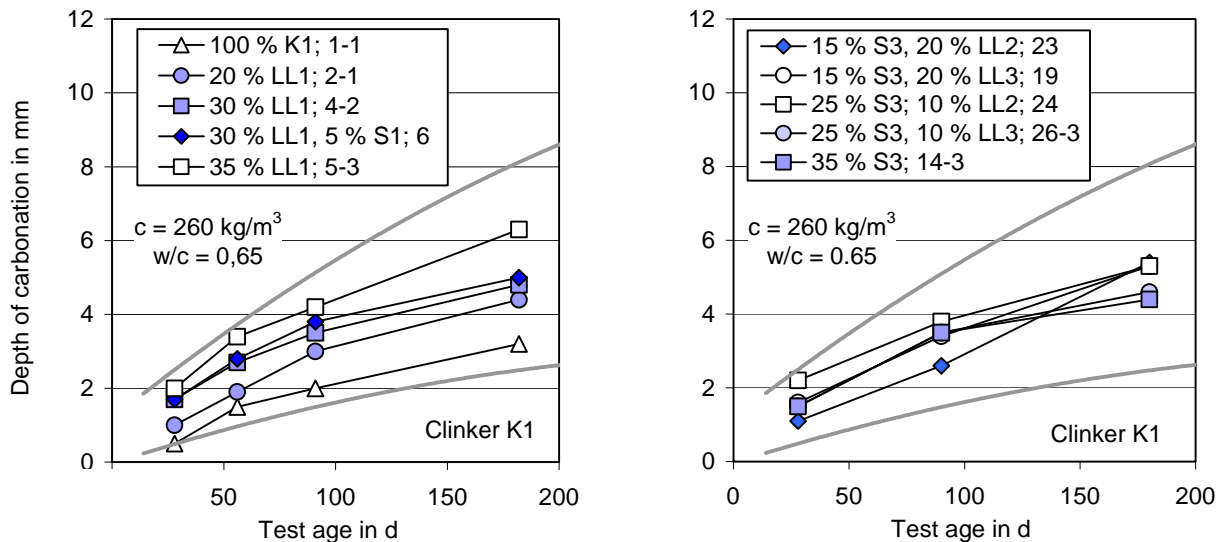 Depth of carbonation in mm
12
10
8
6
4
2
0
100 % K1; 1-1
20 % LL1; 2-1
30 % LL1; 4-2
30 % LL1, 5 % S1; 6
35 % LL1; 5-3
c = 260 kg/m³
w/c = 0,65
Clinker K1
50
100
150
200
Test age in d
12
10
8
6
4
2
0
15 % S3, 20 % LL2; 23
15 % S3, 20 % LL3; 19
25 % S3; 10 % LL2; 24
25 % S3, 10 % LL3; 26-3
35 % S3; 14-3
c = 260 kg/m³
w/c = 0.65
Clinker K1
0
50
100
150
200
Test age in d